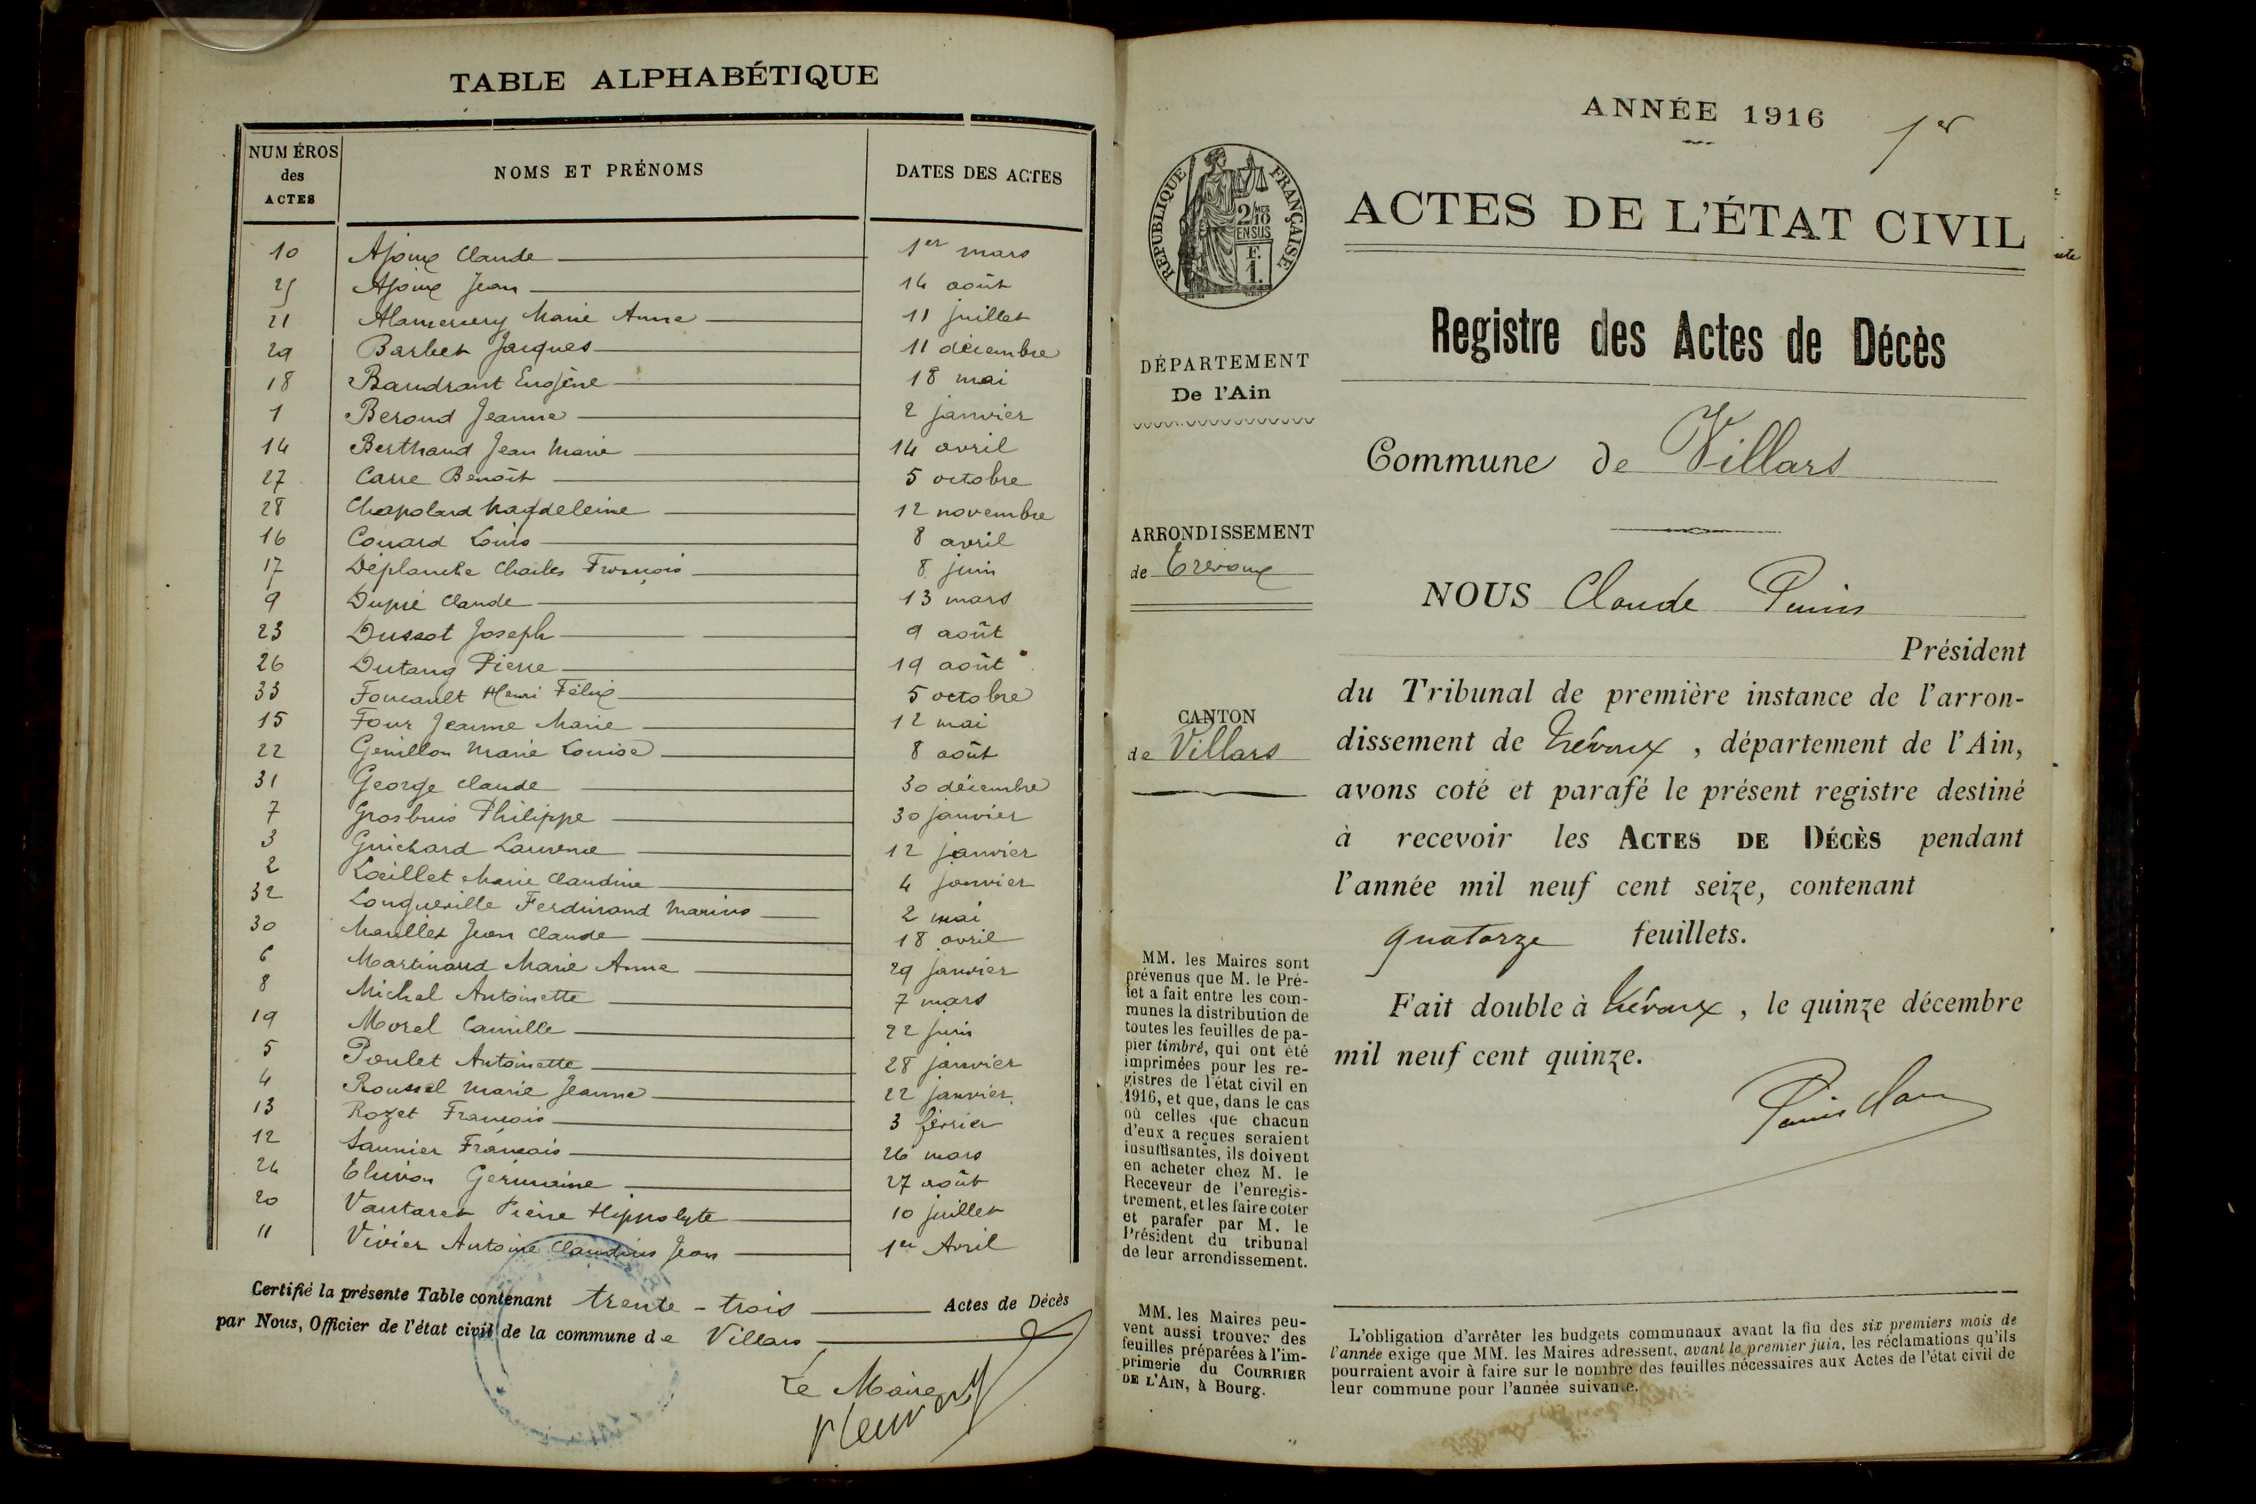 TABLE ALPHABÉTIQUE
NUMÉROS des ACTES NOMS ET PRÉNOMS DATES DES ACTES
10 Ajoux Claude 1er mars
25 Ajoux Jean 14 août
21 Alamercery Marie Anne 11 juillet
29 Barbet Jacques 11 décembre
18 Baudrant Eugène 18 mai
1 Beroud Jeanne 2 janvier
14 Berthaud Jean Marie 14 avril
27 Carre Benoît 5 octobre
28 Chapolard Magdeleine 12 novembre
16 Couard Louis 8 avril
17 Déplanche Charles François 8 juin
9 Dupré Claude 13 mars
23 Dussot Joseph 9 août
26 Dutang Pierre 19 août
33 Foucault Henri Félix 5 octobre
15 Four Jeanne Marie 12 mai
22 Genillon Marie Louise 8 août
31 George Claude 30 décembre
7 Grosbuis Philippe 30 janvier
3 Guichard Laurence 12 janvier
2 Loeillet Marie Claudine 4 janvier
32 Longueville Ferdinand Marius 2 mai
30 Marillet Jean Claude 18 avril
6 Martinaud Marie Anne 29 janvier
8 Michel Antoinette 7 mars
19 Morel Camille 22 juin
5 Poulet Antoinette 28 janvier
4 Roussel Marie Jeanne 22 janvier
13 Rozet François 3 février
12 Saunier François 26 mars
24 Eluvion Germaine 27 août
20 Vautaret Pierre Hippolyte 10 juillet
11 Vivier Antoine Claudius Jean 1er Avril
Certifié la présente Table contenant trente-trois Actes de Décès
par Nous, Officier de l'état civil de la commune de Villars
Le Maire
ANNÉE 1916 1er
RÉPUBLIQUE FRANÇAISE
2/10 EN SUS
F.
1.
DÉPARTEMENT
De l'Ain
ARRONDISSEMENT
de Trévoux
CANTON
de Villars
MM. les Maires sont
prévenus que M. le Pré-
fet a fait entre les com-
munes la distribution de
toutes les feuilles de pa-
pier timbré, qui ont été
imprimées pour les re-
gistres de l'état civil en
1916, et que, dans le cas
où celles que chacun
d'eux a reçues seraient
insuffisantes, ils doivent
en acheter chez M. le
Receveur de l'enregis-
trement, et les faire coter
et parafer par M. le
Président du tribunal
de leur arrondissement.
MM. les Maires peu-
vent aussi trouver des
feuilles préparées à l'im-
primerie du COURRIER
DE L'AIN, à Bourg.
ACTES DE L'ÉTAT CIVIL
Registre des Actes de Décès
Commune de Villars
NOUS Claude
Président
du Tribunal de première instance de l'arron-
dissement de Trévoux, département de l'Ain,
avons coté et parafé le présent registre destiné
à recevoir les ACTES DE DÉCÈS pendant
l'année mil neuf cent seize, contenant
quatorze feuillets.
Fait double à Trévoux, le quinze décembre
mil neuf cent quinze.
L'obligation d'arrêter les budgets communaux avant la fin des six premiers mois de
l'année exige que MM. les Maires adressent, avant le premier juin, les réclamations qu'ils
pourraient avoir à faire sur le nombre des feuilles nécessaires aux Actes de l'état civil de
leur commune pour l'année suivante.